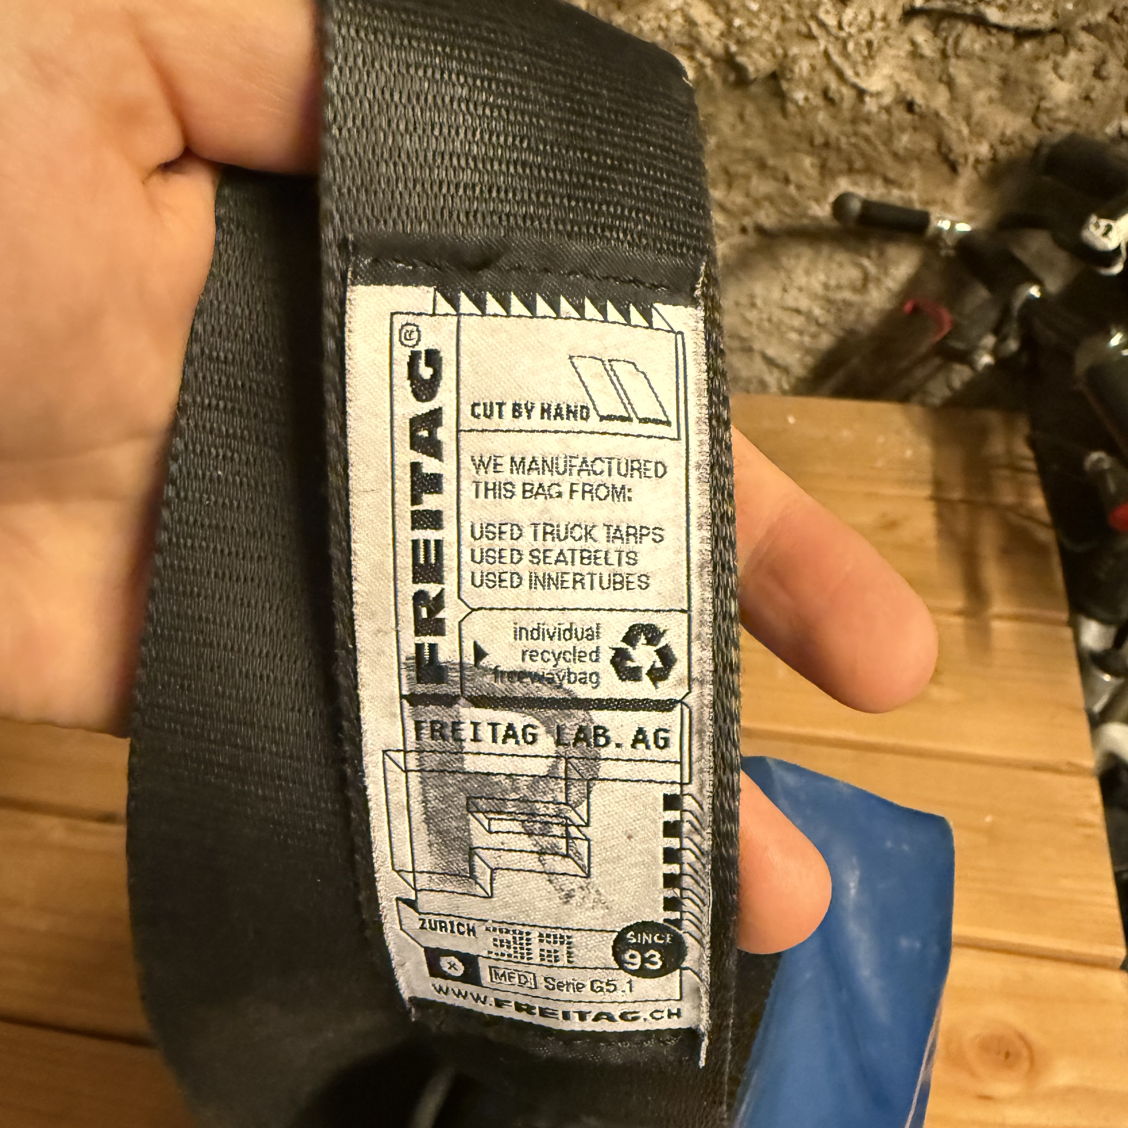 FREITAG®
CUT BY HAND
WE MANUFACTURED
THIS BAG FROM:
USED TRUCK TARPS
USED SEATBELTS
USED INNERTUBES
individual
recycled
freewaybag
FREITAG LAB. AG
ZURICH
SINCE
93
MED Serie G5.1
WWW.FREITAG.CH